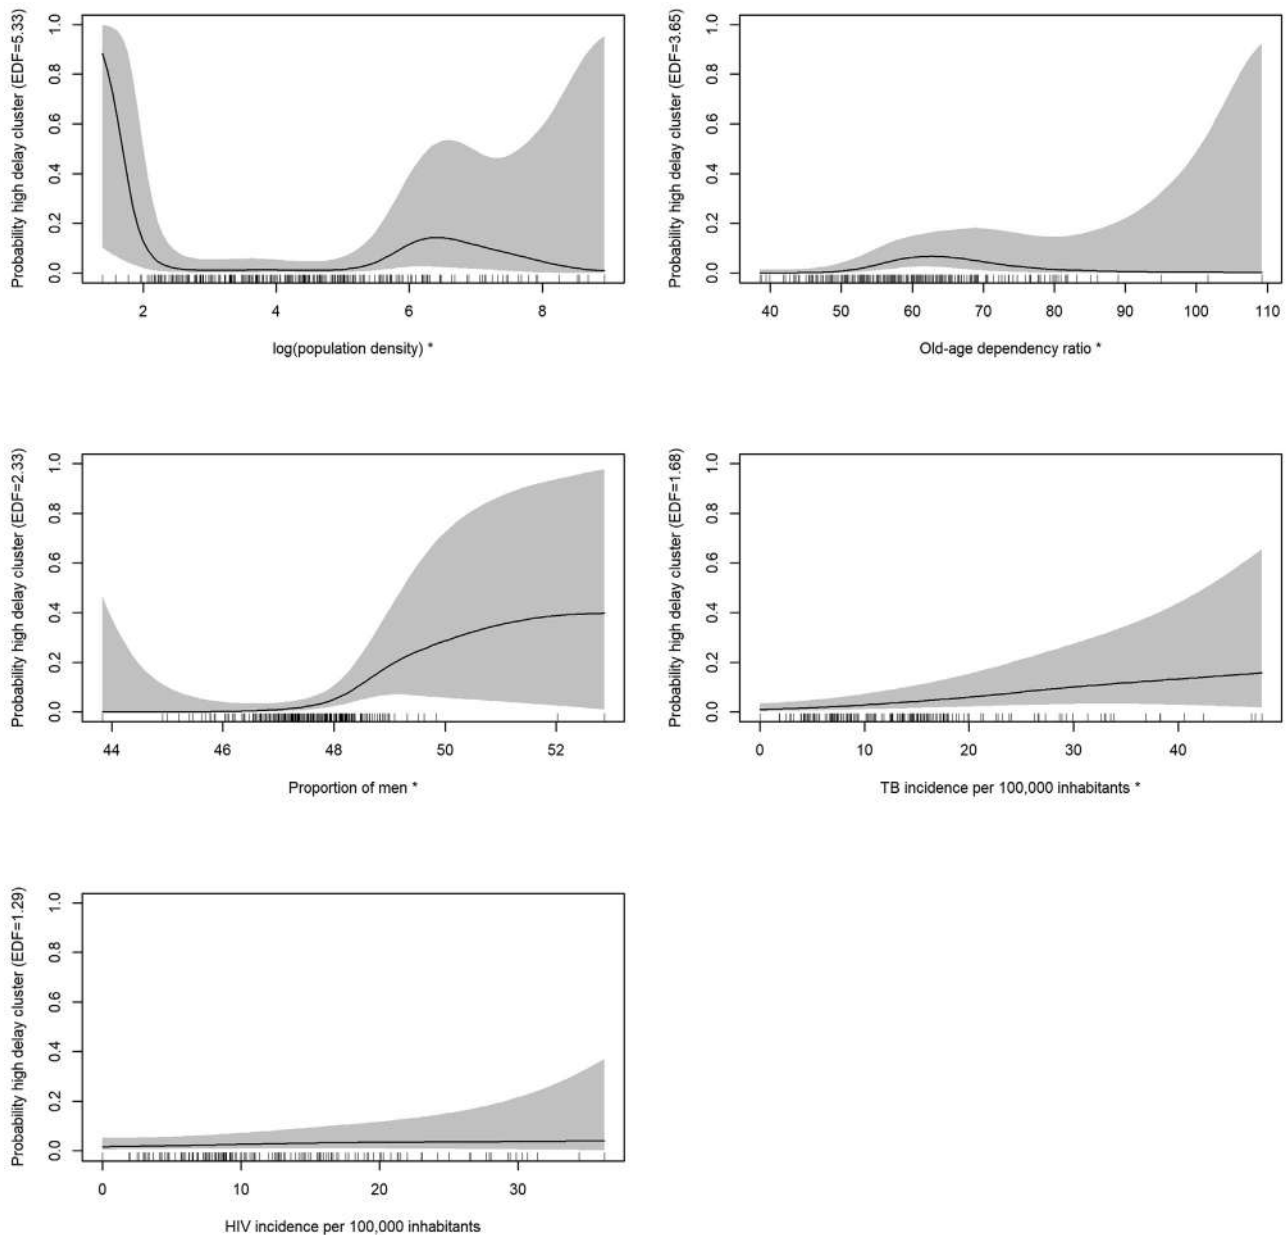 Probability high delay cluster (EDF=5.33)
1.0
0.8
0.6
0.4
0.2
0.0
2 4 6 8
log(population density) *
Probability high delay cluster (EDF=3.65)
1.0
0.8
0.6
0.4
0.2
0.0
40 50 60 70 80 90 100 110
Old-age dependency ratio *
Probability high delay cluster (EDF=2.33)
1.0
0.8
0.6
0.4
0.2
0.0
44 46 48 50 52
Proportion of men *
Probability high delay cluster (EDF=1.68)
1.0
0.8
0.6
0.4
0.2
0.0
0 10 20 30 40
TB incidence per 100,000 inhabitants *
Probability high delay cluster (EDF=1.29)
1.0
0.8
0.6
0.4
0.2
0.0
0 10 20 30
HIV incidence per 100,000 inhabitants